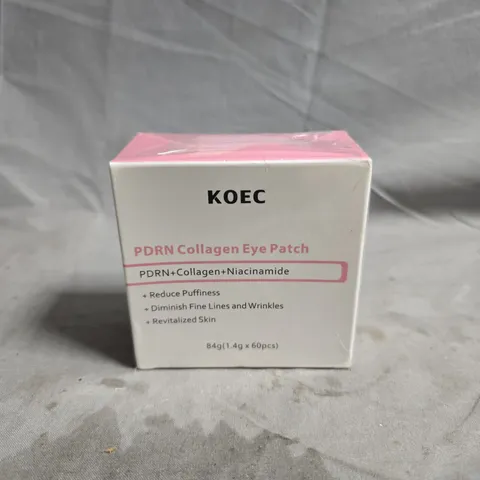 KOEC
PDRN Collagen Eye Patch
PDRN+Collagen+Niacinamide
+ Reduce Puffiness
+ Diminish Fine Lines and Wrinkles
+ Revitalized Skin
84g(1.4g x 60pcs)